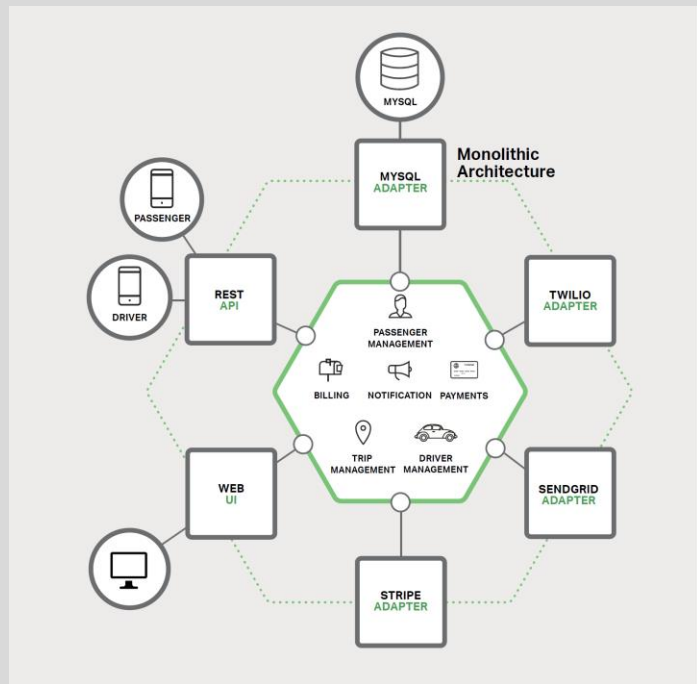 MYSQL
MYSQL
ADAPTER
Monolithic
Architecture
PASSENGER
DRIVER
REST
API
TWILIO
ADAPTER
PASSENGER
MANAGEMENT
BILLING
NOTIFICATION
PAYMENTS
TRIP
MANAGEMENT
DRIVER
MANAGEMENT
WEB
UI
SENDGRID
ADAPTER
STRIPE
ADAPTER